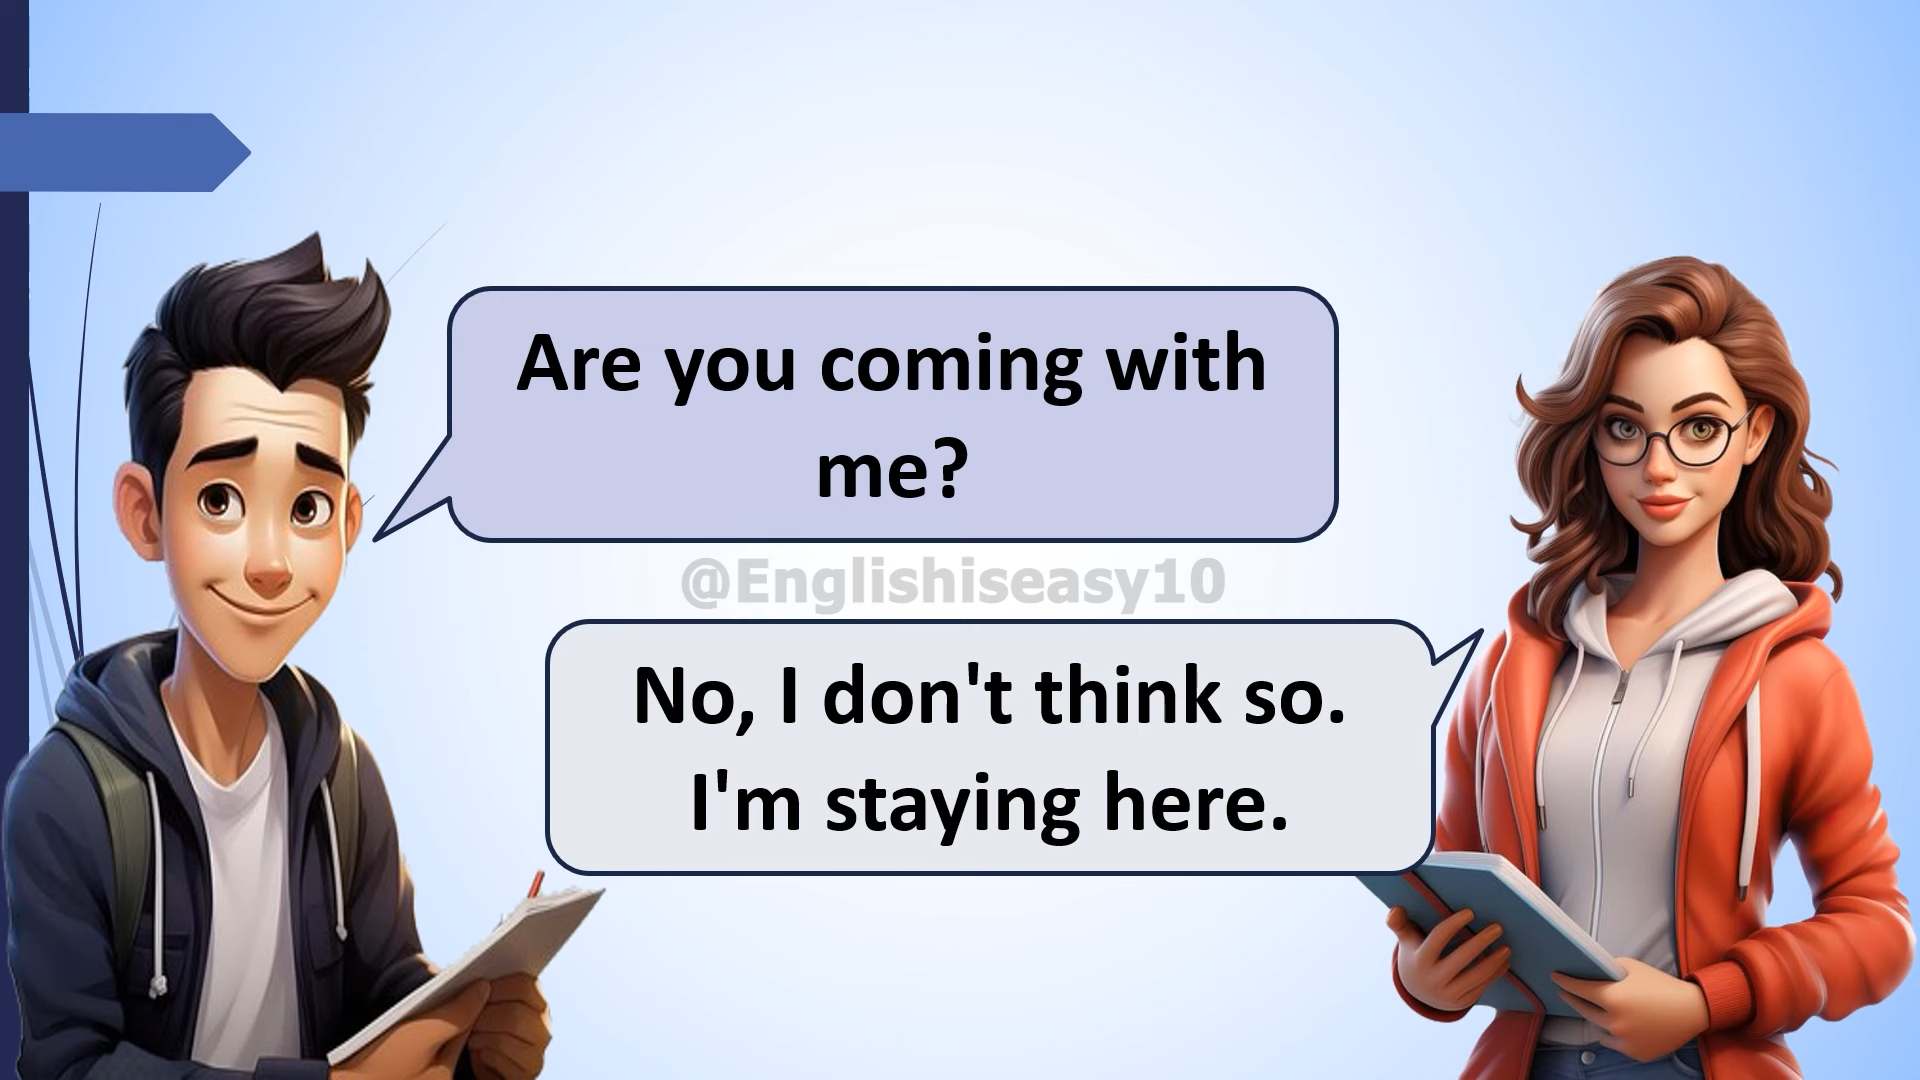 Are you coming with
me?
@Englishiseasy10
No, I don't think so.
I'm staying here.